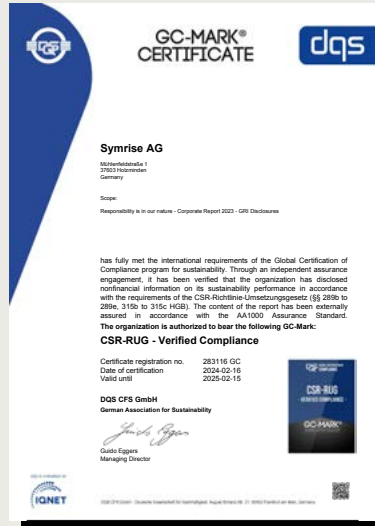 DQS
GC-MARK®
CERTIFICATE
dqs
Symrise AG
Mühlenfeldstraße 1
37603 Holzminden
Germany
Scope:
Responsibility is in our nature - Corporate Report 2023 - GRI Disclosures
has fully met the international requirements of the Global Certification of
Compliance program for sustainability. Through an independent assurance
engagement, it has been verified that the organization has disclosed
nonfinancial information on its sustainability performance in accordance
with the requirements of the CSR-Richtlinie-Umsetzungsgesetz (§§ 289b to
289e, 315b to 315c HGB). The content of the report has been externally
assured in accordance with the AA1000 Assurance Standard.
The organization is authorized to bear the following GC-Mark:
CSR-RUG - Verified Compliance
Certificate registration no. 283116 GC
Date of certification 2024-02-16
Valid until 2025-02-15
CSR-RUG
- VERIFIED COMPLIANCE -
GC-MARK®
DQS CFS GmbH
German Association for Sustainability
Guido Eggers
Guido Eggers
Managing Director
IQNET